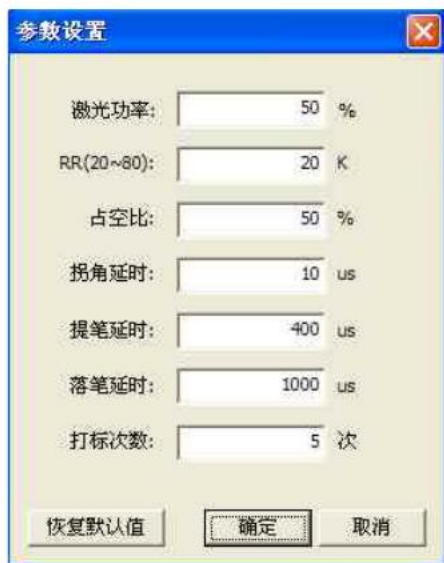 参数设置
激光功率: 50 %
RR(20~80): 20 K
占空比: 50 %
拐角延时: 10 us
提笔延时: 400 us
落笔延时: 1000 us
打标次数: 5 次
恢复默认值 确定 取消